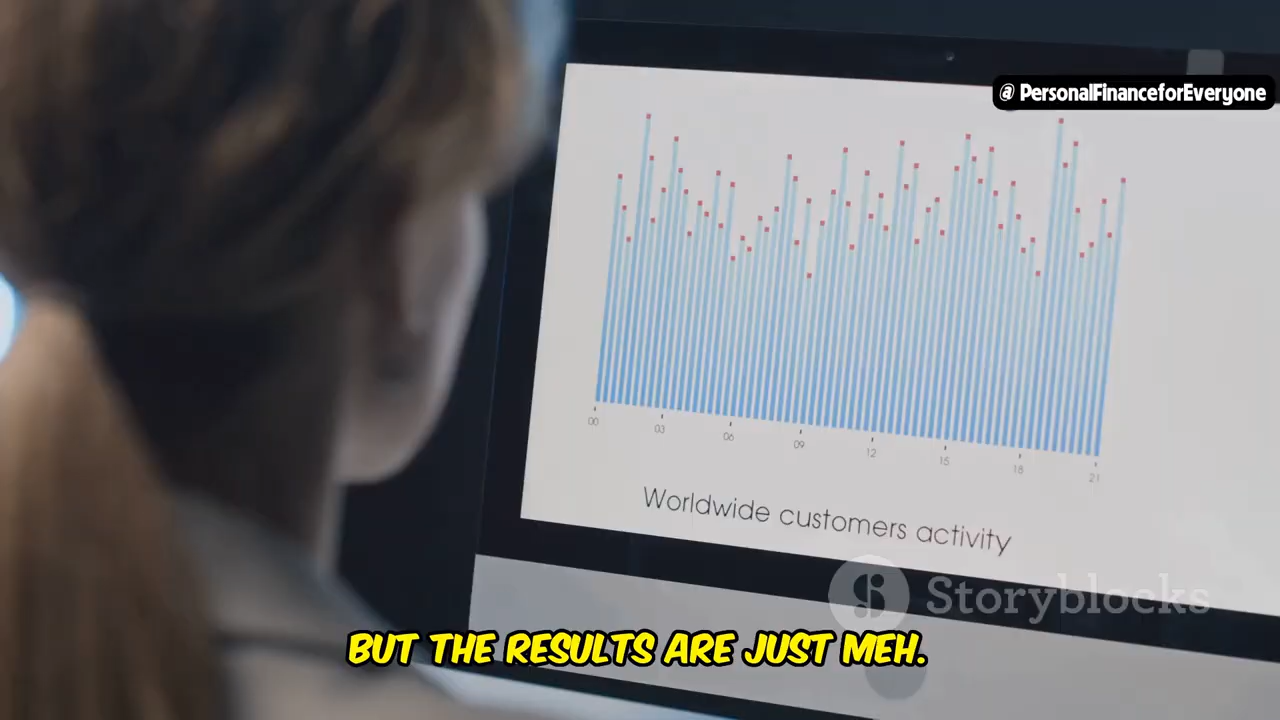 @ PersonalFinanceforEveryone
00 03 06 09 12 15 18 21
Worldwide customers activity
Storyblocks
BUT THE RESULTS ARE JUST MEH.